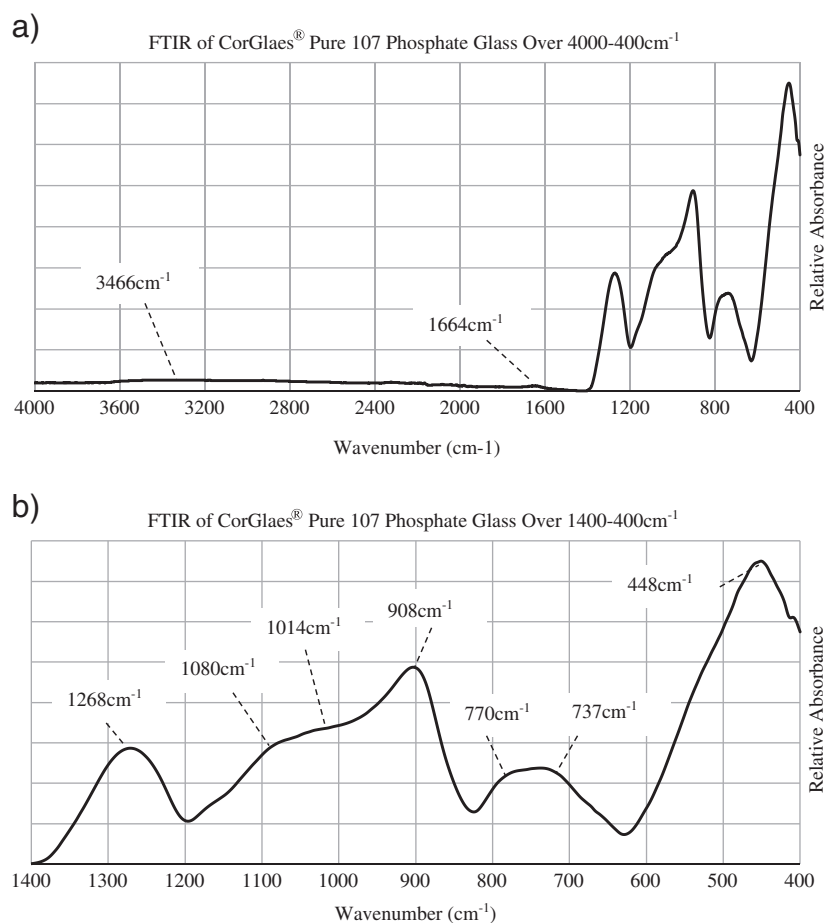 a)
FTIR of CorGlaes® Pure 107 Phosphate Glass Over 4000-400cm⁻¹
3466cm⁻¹
1664cm⁻¹
Relative Absorbance
4000 3600 3200 2800 2400 2000 1600 1200 800 400
Wavenumber (cm-1)
b)
FTIR of CorGlaes® Pure 107 Phosphate Glass Over 1400-400cm⁻¹
448cm⁻¹
908cm⁻¹
1014cm⁻¹
1080cm⁻¹
1268cm⁻¹
770cm⁻¹
737cm⁻¹
Relative Absorbance
1400 1300 1200 1100 1000 900 800 700 600 500 400
Wavenumber (cm⁻¹)